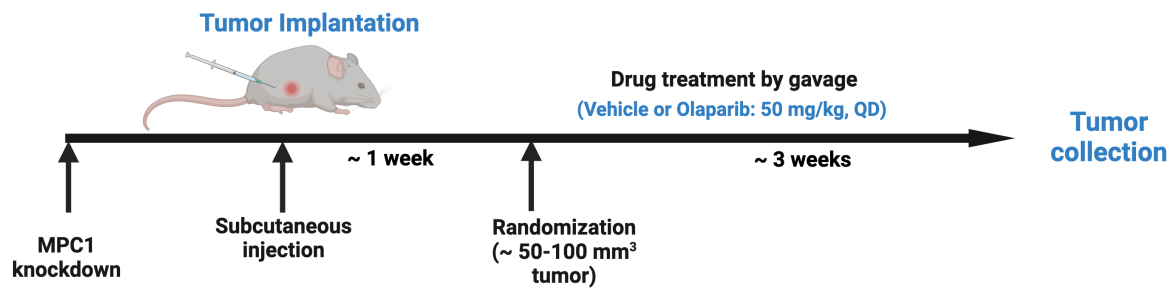 Tumor Implantation
Drug treatment by gavage
(Vehicle or Olaparib: 50 mg/kg, QD)
Tumor
collection
~ 1 week
~ 3 weeks
MPC1
knockdown
Subcutaneous
injection
Randomization
(~ 50-100 mm³
tumor)